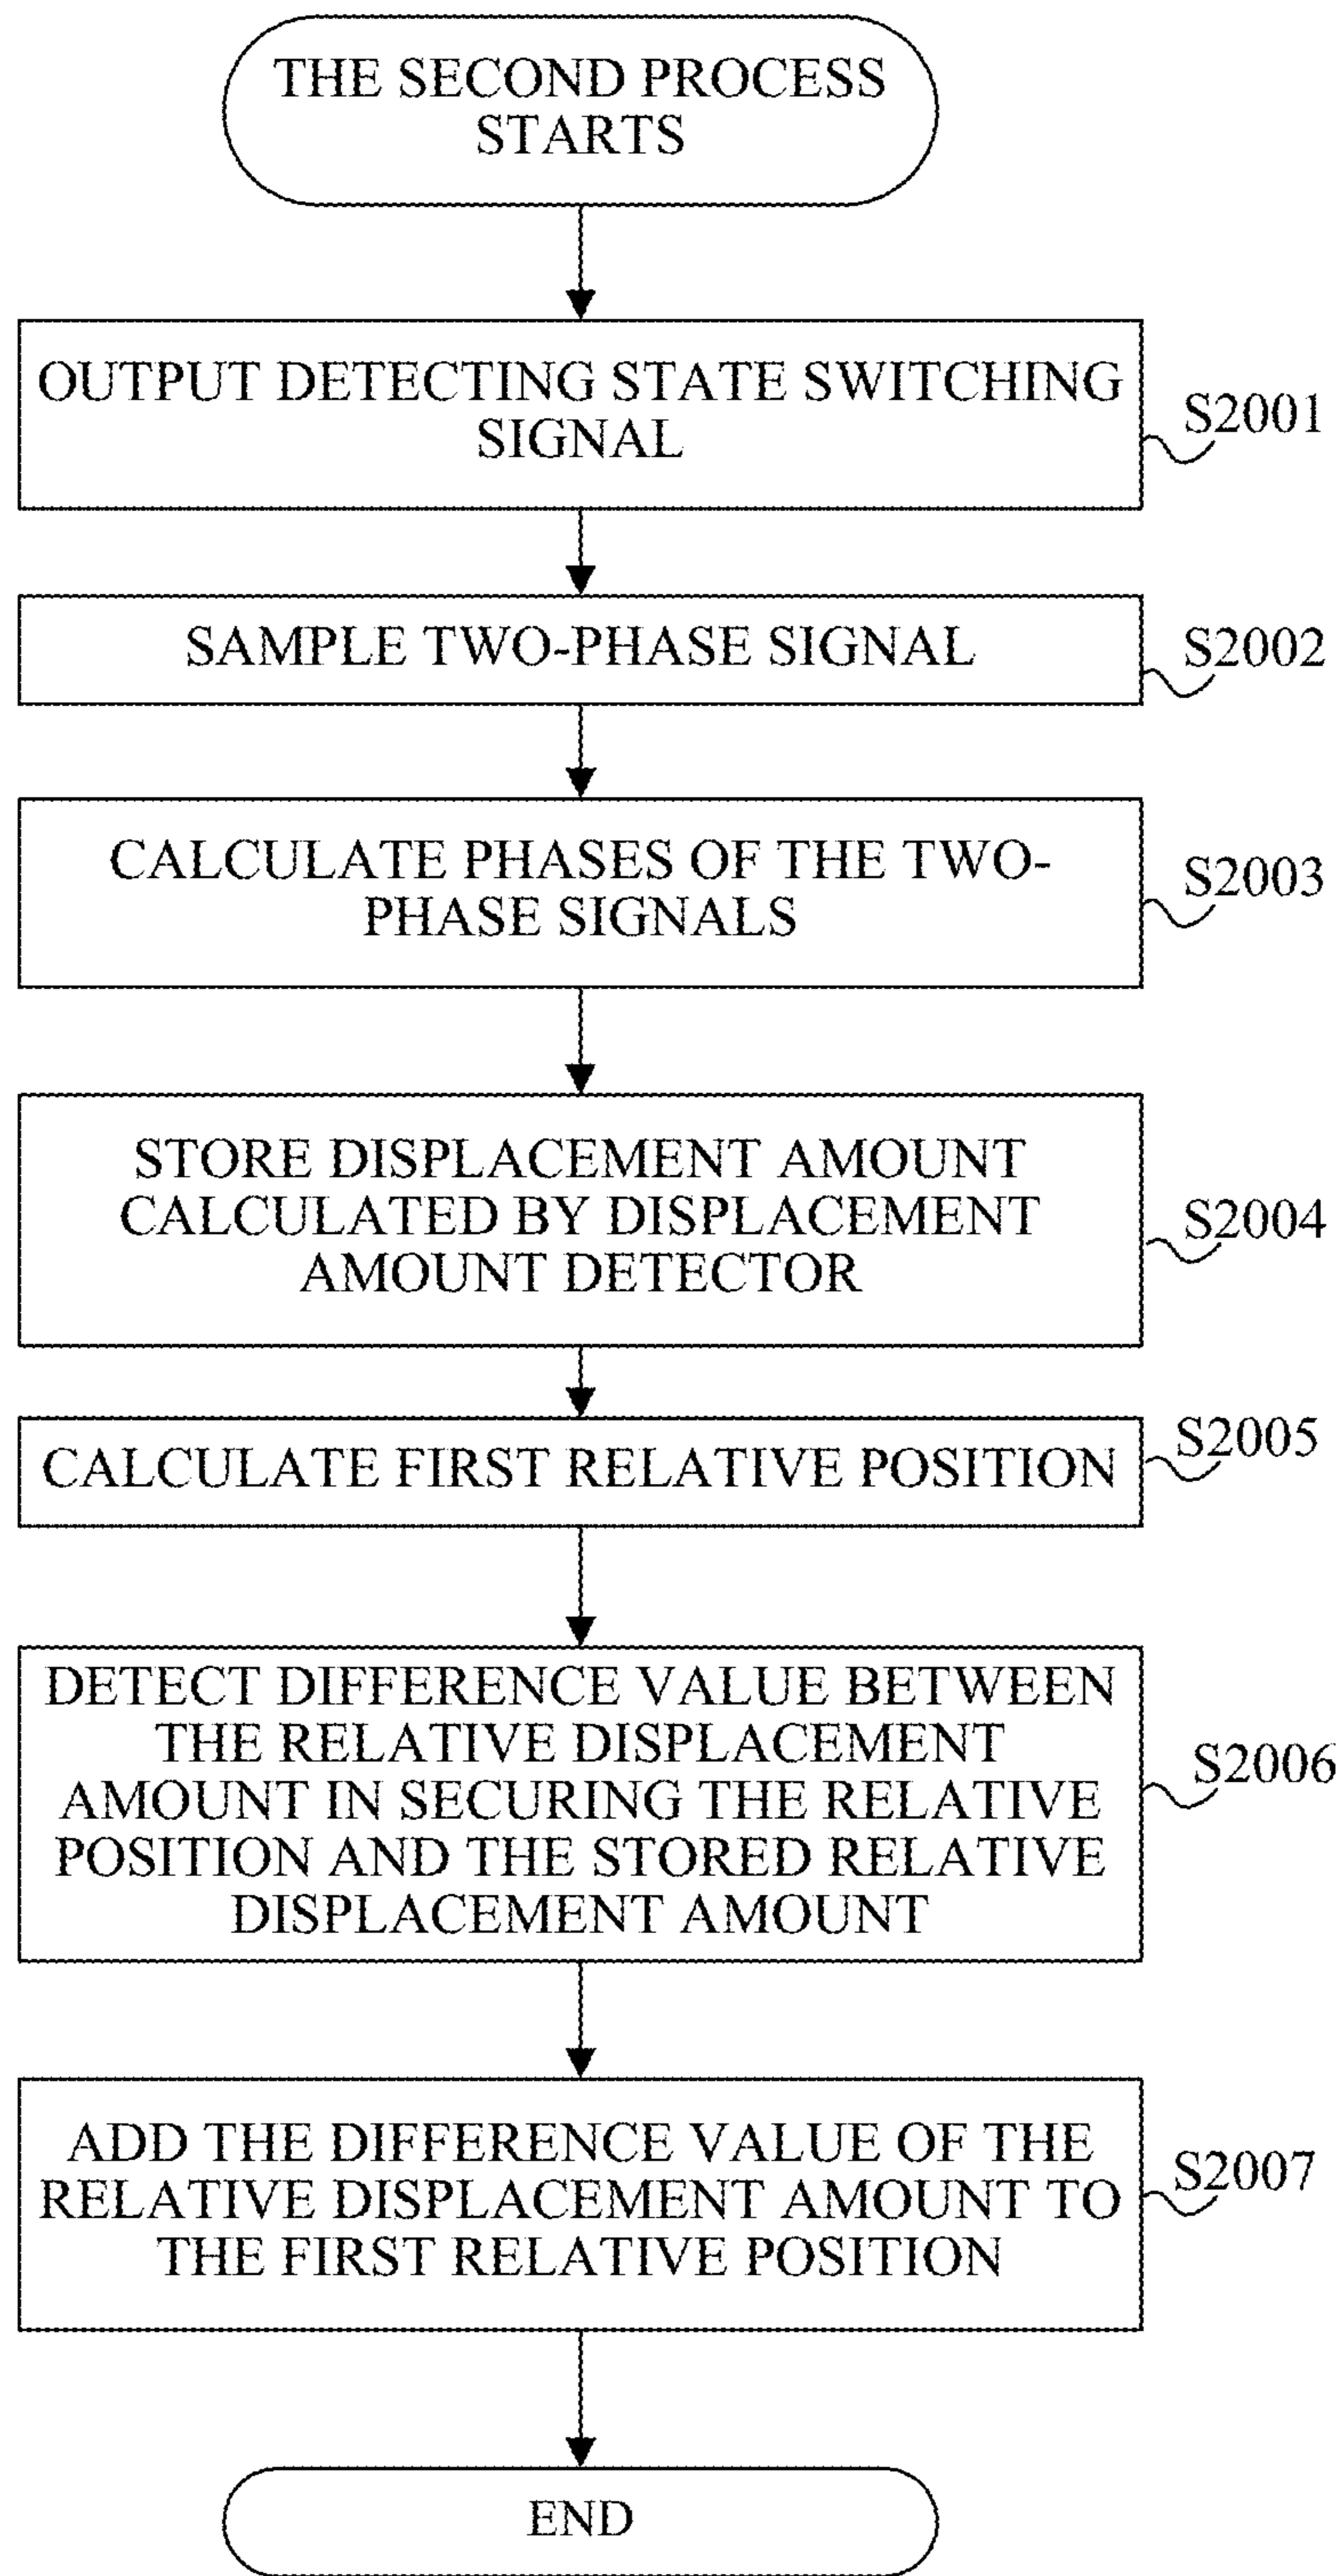 THE SECOND PROCESS
STARTS
OUTPUT DETECTING STATE SWITCHING
SIGNAL
S2001
SAMPLE TWO-PHASE SIGNAL
S2002
CALCULATE PHASES OF THE TWO-
PHASE SIGNALS
S2003
STORE DISPLACEMENT AMOUNT
CALCULATED BY DISPLACEMENT
AMOUNT DETECTOR
S2004
CALCULATE FIRST RELATIVE POSITION
S2005
DETECT DIFFERENCE VALUE BETWEEN
THE RELATIVE DISPLACEMENT
AMOUNT IN SECURING THE RELATIVE
POSITION AND THE STORED RELATIVE
DISPLACEMENT AMOUNT
S2006
ADD THE DIFFERENCE VALUE OF THE
RELATIVE DISPLACEMENT AMOUNT TO
THE FIRST RELATIVE POSITION
S2007
END